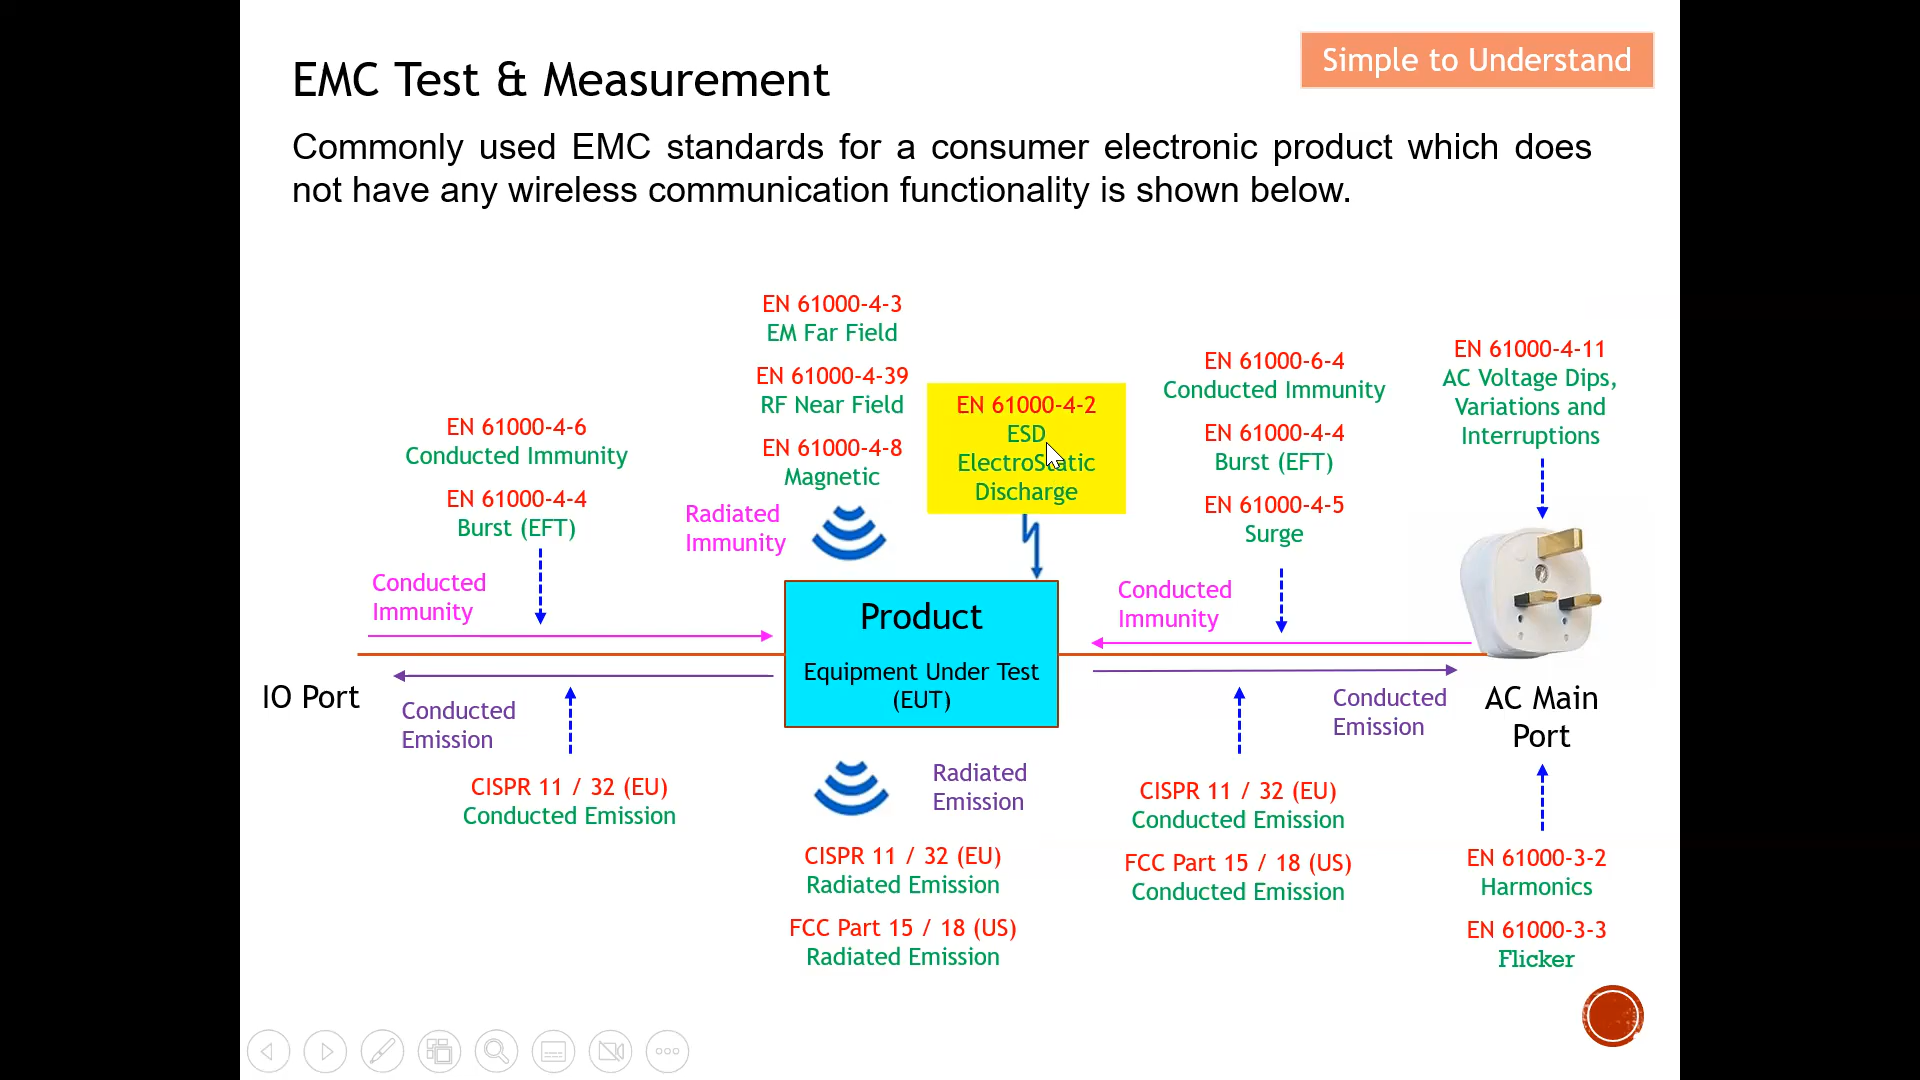 Simple to Understand
EMC Test & Measurement
Commonly used EMC standards for a consumer electronic product which does
not have any wireless communication functionality is shown below.
EN 61000-4-6
Conducted Immunity
EN 61000-4-4
Burst (EFT)
Conducted
Immunity
IO Port
Conducted
Emission
CISPR 11 / 32 (EU)
Conducted Emission
EN 61000-4-3
EM Far Field
EN 61000-4-39
RF Near Field
EN 61000-4-8
Magnetic
Radiated
Immunity
EN 61000-4-2
ESD
ElectroStatic
Discharge
Product
Equipment Under Test
(EUT)
Radiated
Emission
CISPR 11 / 32 (EU)
Radiated Emission
FCC Part 15 / 18 (US)
Radiated Emission
EN 61000-6-4
Conducted Immunity
EN 61000-4-4
Burst (EFT)
EN 61000-4-5
Surge
Conducted
Immunity
Conducted
Emission
CISPR 11 / 32 (EU)
Conducted Emission
FCC Part 15 / 18 (US)
Conducted Emission
EN 61000-4-11
AC Voltage Dips,
Variations and
Interruptions
AC Main
Port
EN 61000-3-2
Harmonics
EN 61000-3-3
Flicker